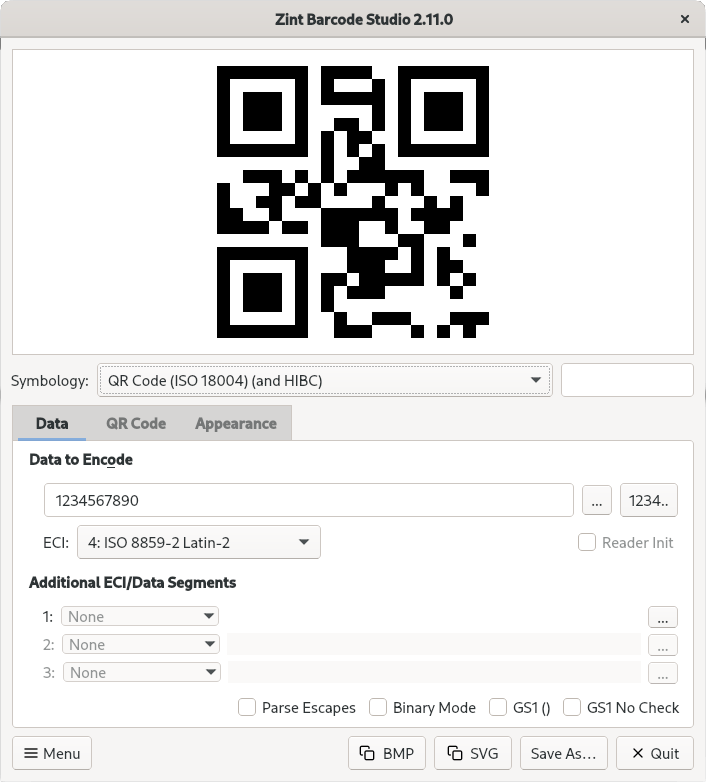 Zint Barcode Studio 2.11.0
Symbology: QR Code (ISO 18004) (and HIBC)
Data QR Code Appearance
Data to Encode
1234567890 ... 1234..
ECI: 4: ISO 8859-2 Latin-2 Reader Init
Additional ECI/Data Segments
1: None ...
2: None ...
3: None ...
Parse Escapes Binary Mode GS1 () GS1 No Check
Menu BMP SVG Save As... Quit